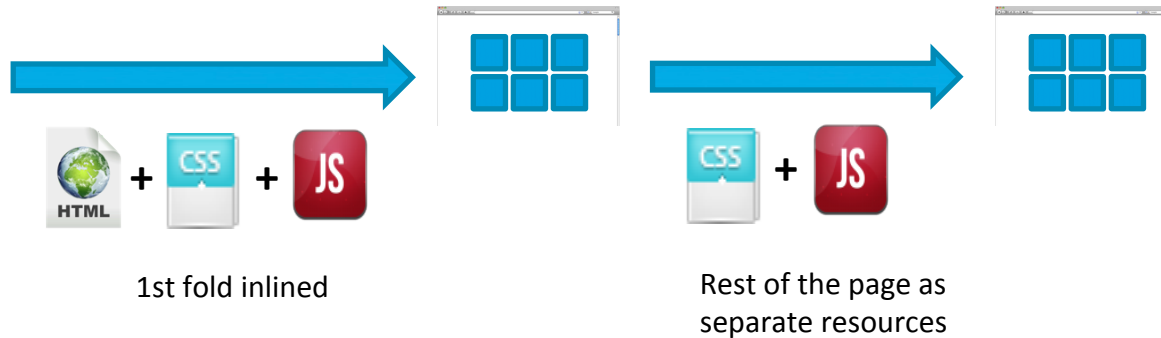 HTML
+
CSS
+
JS
CSS
+
JS
1st fold inlined
Rest of the page as
separate resources